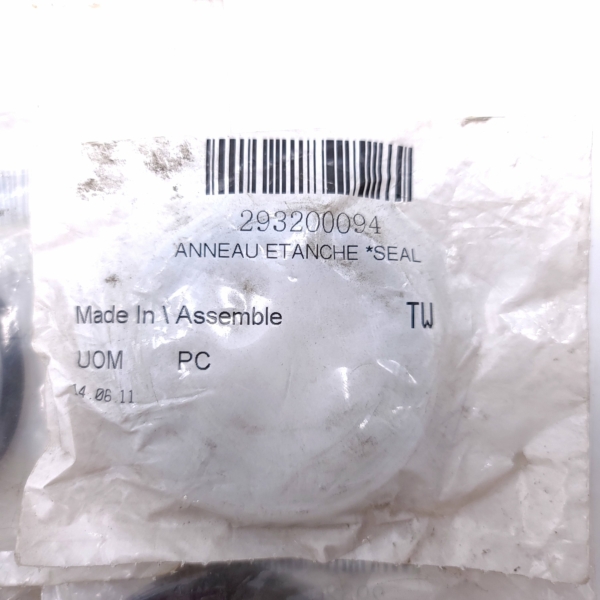 293200094
ANNEAU ETANCHE *SEAL
Made In \ Assemble TW
UOM PC
14.06.11